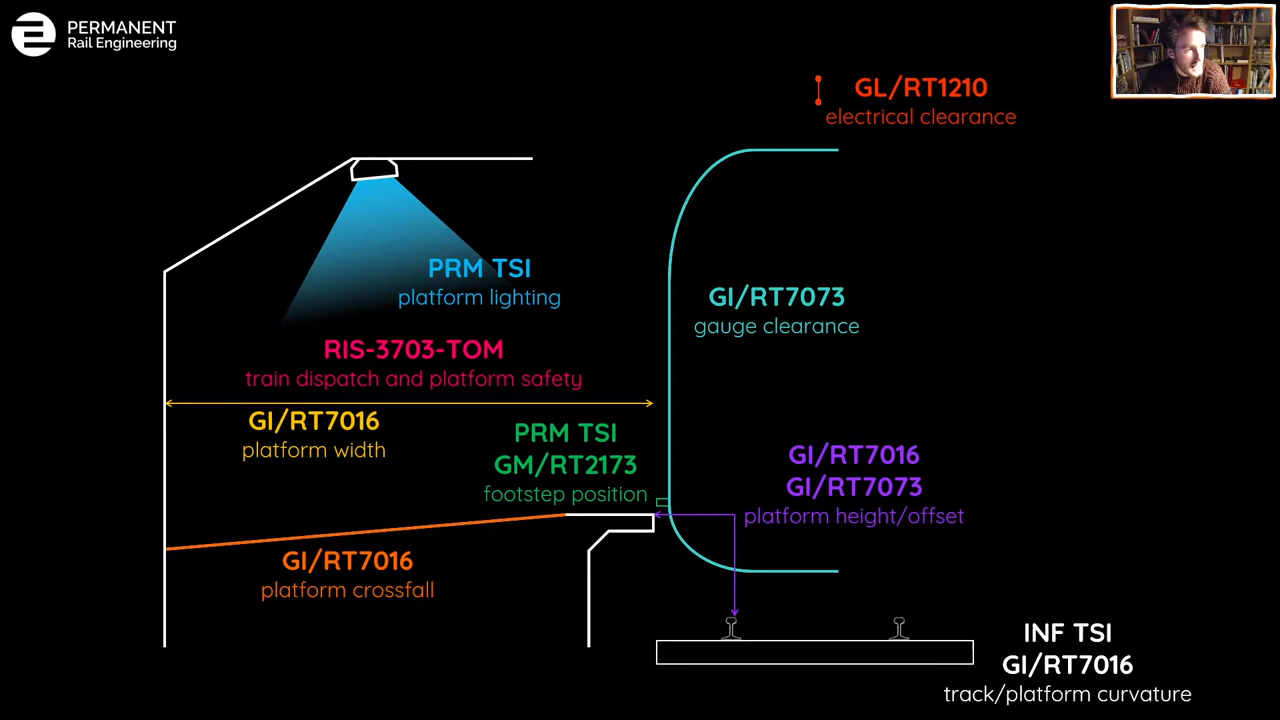 PERMANENT
Rail Engineering
GL/RT1210
electrical clearance
PRM TSI
platform lighting
GI/RT7073
gauge clearance
RIS-3703-TOM
train dispatch and platform safety
GI/RT7016
platform width
PRM TSI
GM/RT2173
footstep position
GI/RT7016
GI/RT7073
platform height/offset
GI/RT7016
platform crossfall
INF TSI
GI/RT7016
track/platform curvature